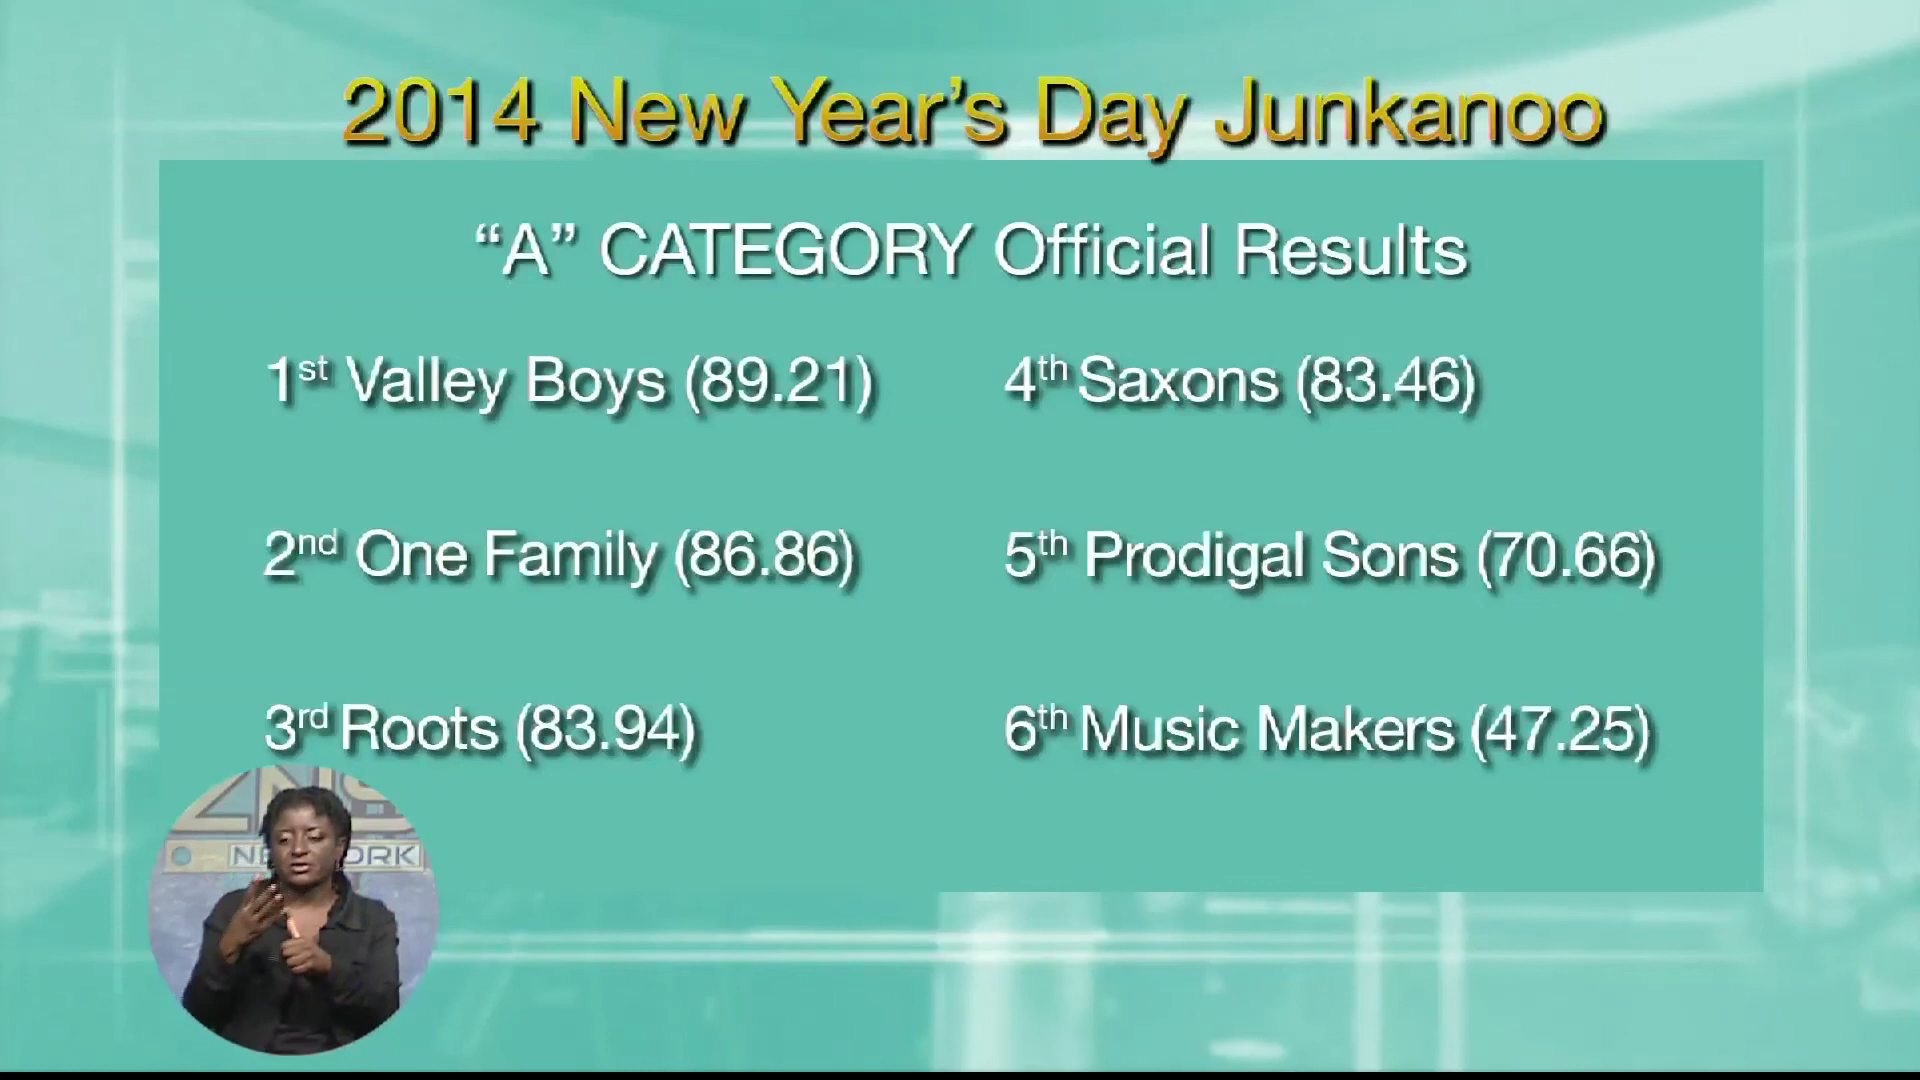 2014 New Year's Day Junkanoo
“A” CATEGORY Official Results
1st Valley Boys (89.21)
2nd One Family (86.86)
3rd Roots (83.94)
4th Saxons (83.46)
5th Prodigal Sons (70.66)
6th Music Makers (47.25)